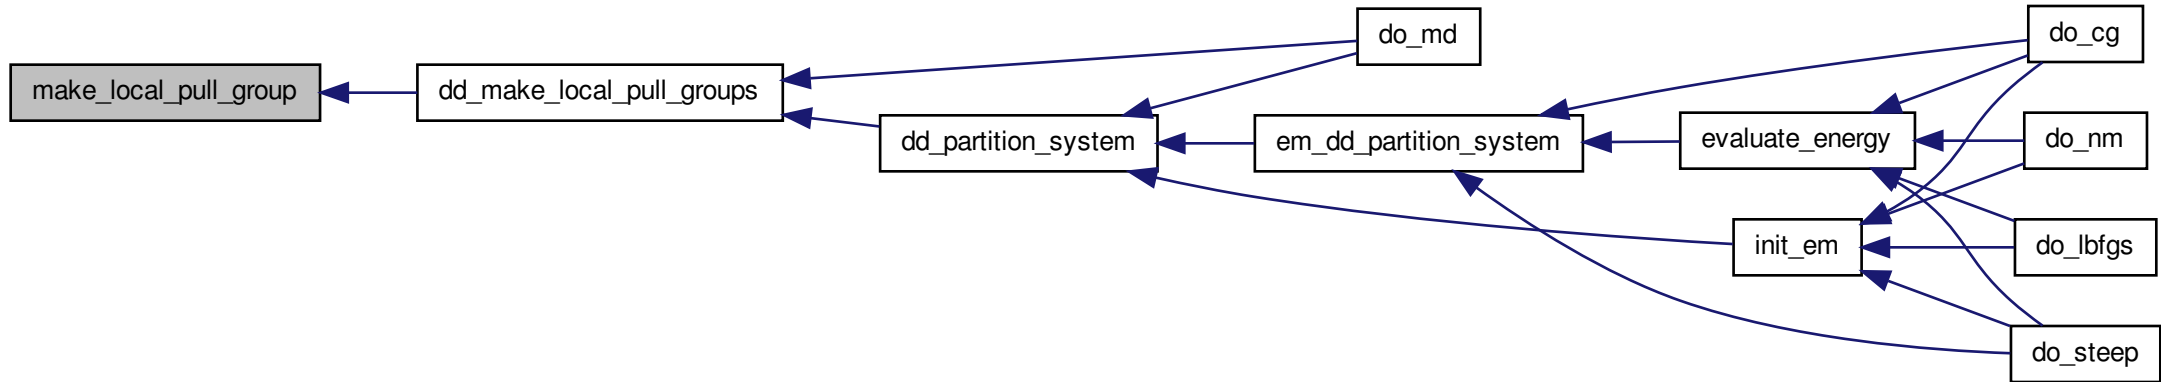 make_local_pull_group
dd_make_local_pull_groups
dd_partition_system
do_md
em_dd_partition_system
evaluate_energy
init_em
do_cg
do_nm
do_lbfgs
do_steep